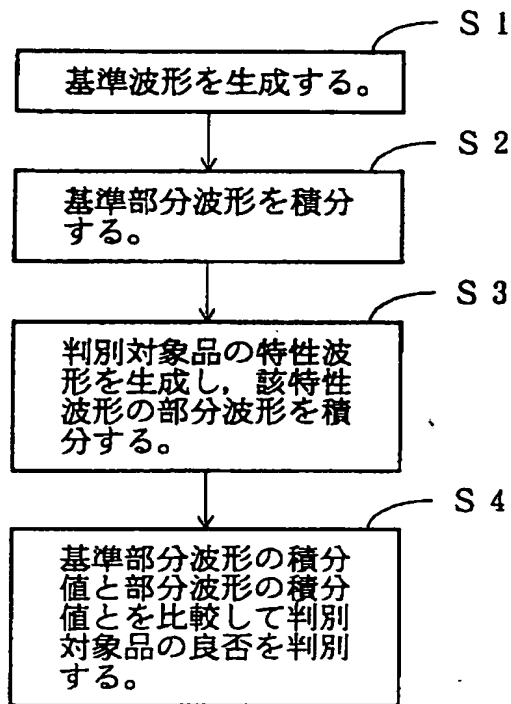 S 1
基準波形を生成する。
S 2
基準部分波形を積分
する。
S 3
判別対象品の特性波
形を生成し，該特性
波形の部分波形を積
分する。
S 4
基準部分波形の積分
値と部分波形の積分
値とを比較して判別
対象品の良否を判別
する。